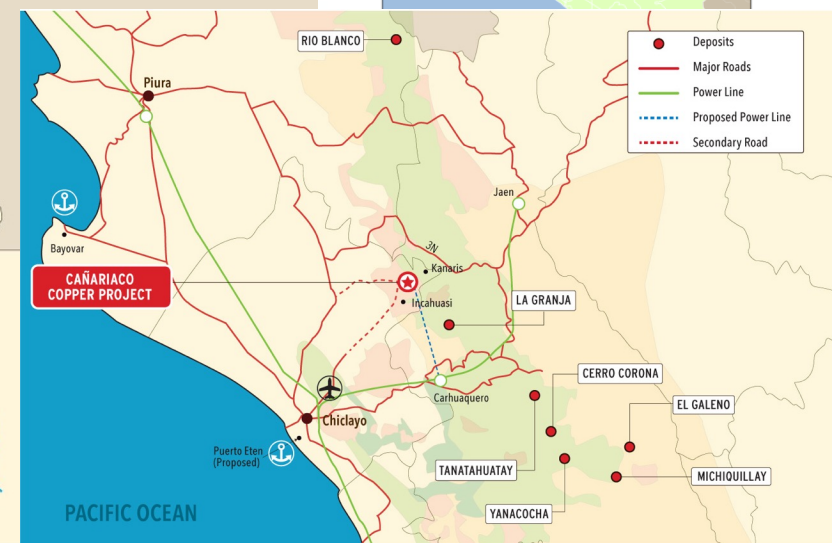 RIO BLANCO
Deposits
Major Roads
Power Line
Proposed Power Line
Secondary Road
Piura
Jaen
Bayovar
3N
Kanaris
CAÑARIACO
COPPER PROJECT
Incahuasi
LA GRANJA
CERRO CORONA
Carhuaquero
EL GALENO
Chiclayo
Puerto Eten
(Proposed)
TANATAHUATAY
MICHIQUILLAY
YANACOCHA
PACIFIC OCEAN